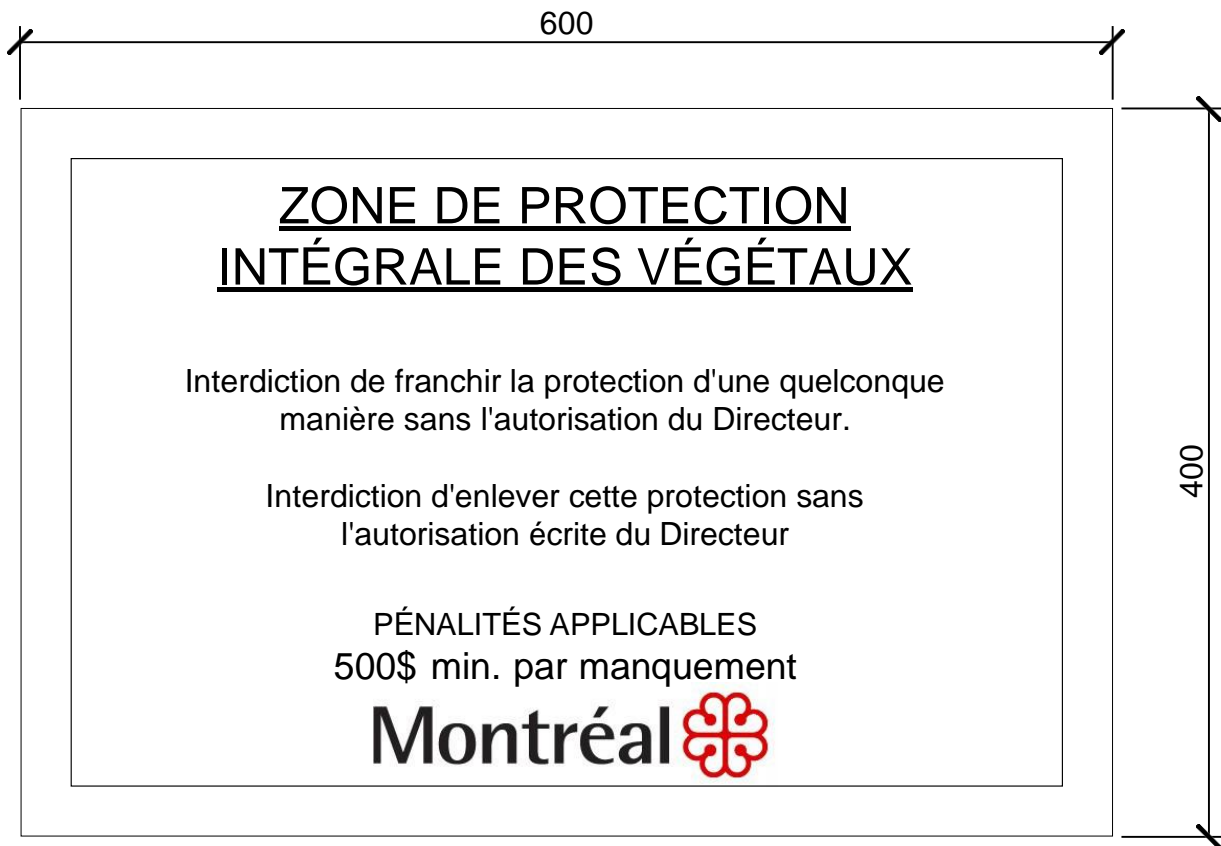 600
ZONE DE PROTECTION
INTÉGRALE DES VÉGÉTAUX
Interdiction de franchir la protection d'une quelconque
manière sans l'autorisation du Directeur.
400
Interdiction d'enlever cette protection sans
l'autorisation écrite du Directeur
PÉNALITÉS APPLICABLES
500$ min. par manquement
Montréal